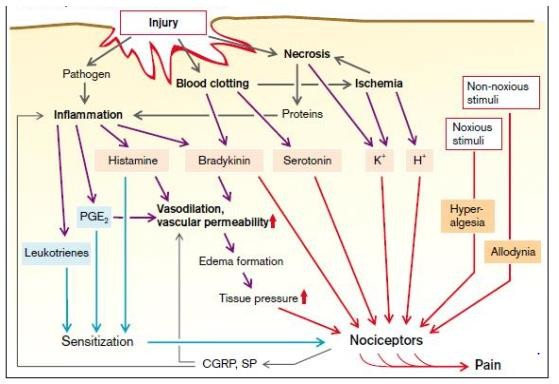 Injury
Necrosis
Pathogen
Blood clotting
Ischemia
Non-noxious
stimuli
Inflammation
Proteins
Noxious
stimuli
Histamine
Bradykinin
Serotonin
K+
H+
PGE2
Vasodilation,
vascular permeability
Hyper-
algesia
Leukotrienes
Edema formation
Allodynia
Tissue pressure
Sensitization
Nociceptors
CGRP, SP
Pain